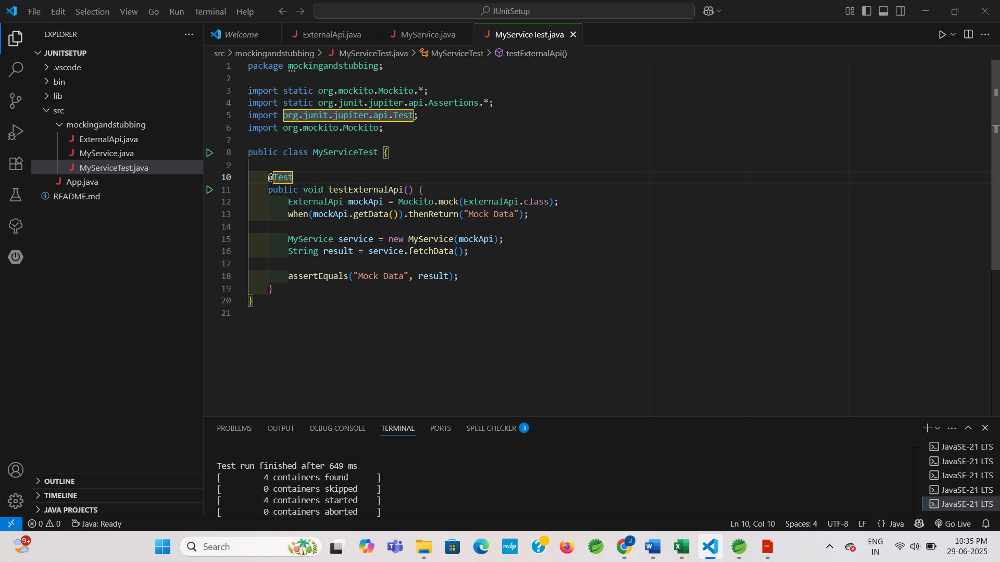 File Edit Selection View Go Run Terminal Help
JUnitSetup
EXPLORER
JUNITSETUP
.vscode
bin
lib
src
mockingandstubbing
ExternalApi.java
MyService.java
MyServiceTest.java
App.java
README.md
OUTLINE
TIMELINE
JAVA PROJECTS
Welcome ExternalApi.java MyService.java MyServiceTest.java
src > mockingandstubbing > MyServiceTest.java > MyServiceTest > testExternalApi()
1 package mockingandstubbing;
2
3 import static org.mockito.Mockito.*;
4 import static org.junit.jupiter.api.Assertions.*;
5 import org.junit.jupiter.api.Test;
6 import org.mockito.Mockito;
7
8 public class MyServiceTest {
9
10 @Test
11 public void testExternalApi() {
12 ExternalApi mockApi = Mockito.mock(ExternalApi.class);
13 when(mockApi.getData()).thenReturn("Mock Data");
14
15 MyService service = new MyService(mockApi);
16 String result = service.fetchData();
17
18 assertEquals("Mock Data", result);
19 }
20 }
21
PROBLEMS OUTPUT DEBUG CONSOLE TERMINAL PORTS SPELL CHECKER 3
Test run finished after 649 ms
[ 4 containers found ]
[ 0 containers skipped ]
[ 4 containers started ]
[ 0 containers aborted ]
JavaSE-21 LTS
JavaSE-21 LTS
JavaSE-21 LTS
JavaSE-21 LTS
JavaSE-21 LTS
0 0 Java: Ready
Ln 10, Col 10 Spaces: 4 UTF-8 LF {} Java Go Live
9+
Search
myhp
J
W
X
PDF
ENG
IN
10:35 PM
29-06-2025